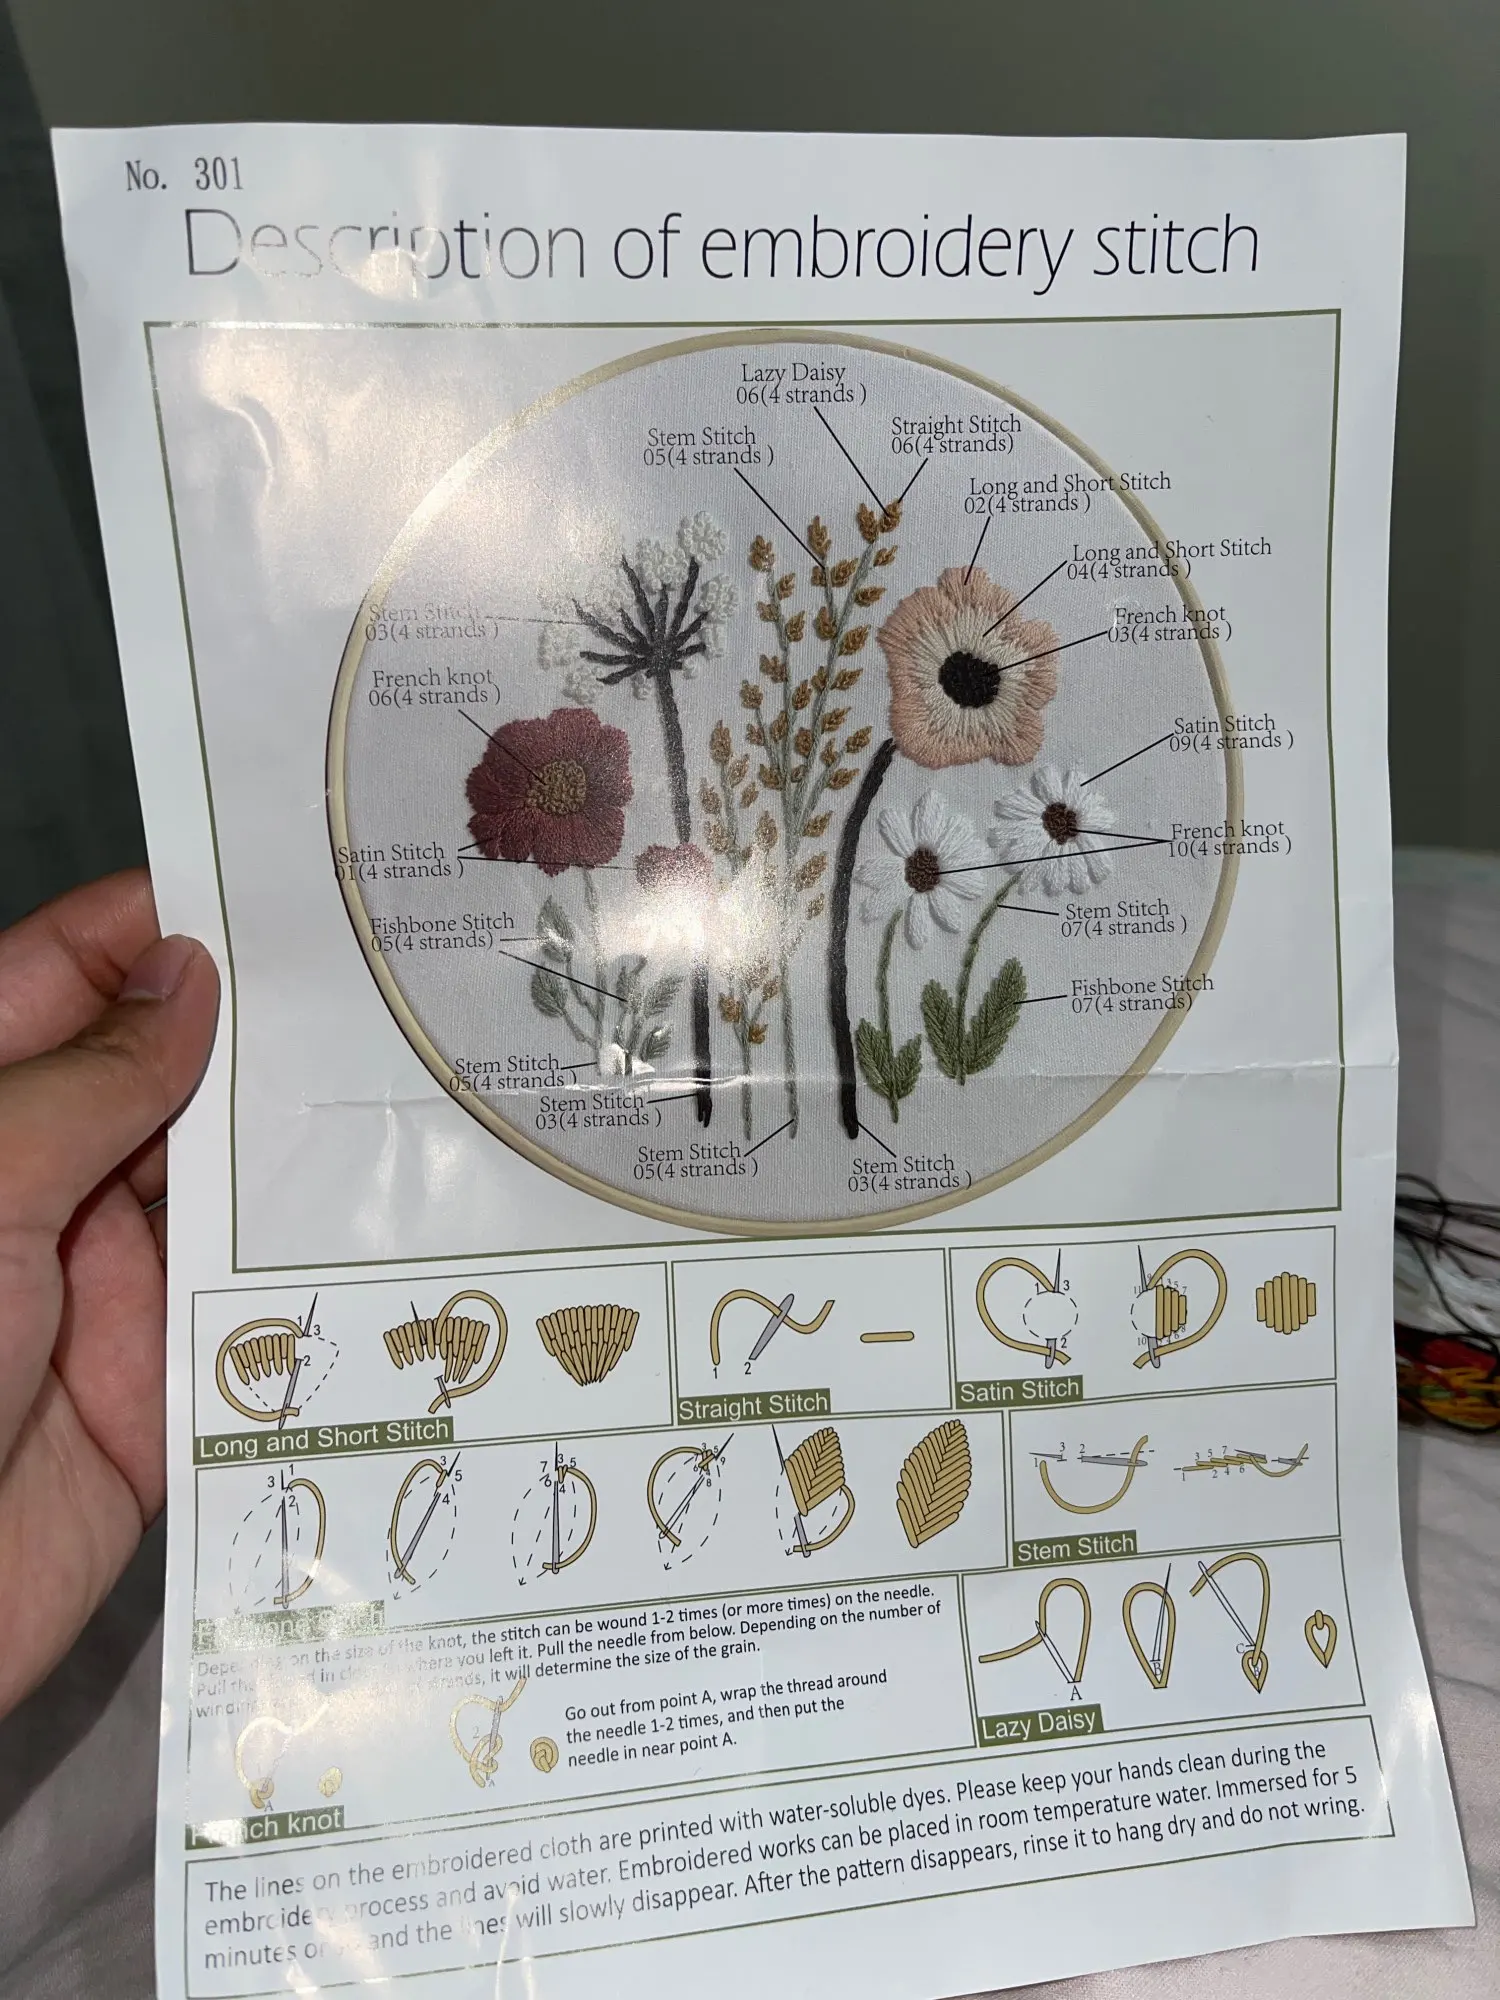 No. 301
Description of embroidery stitch
Lazy Daisy
06(4 strands )
Straight Stitch
06(4 strands)
Stem Stitch
05(4 strands )
Long and Short Stitch
02(4 strands )
Long and Short Stitch
04(4 strands )
Stem Stitch
03(4 strands )
French knot
03(4 strands )
French knot
06(4 strands )
Satin Stitch
09(4 strands )
Satin Stitch
01(4 strands )
French knot
10(4 strands )
Fishbone Stitch
05(4 strands)
Stem Stitch
07(4 strands )
Fishbone Stitch
07(4 strands)
Stem Stitch
05(4 strands )
Stem Stitch
03(4 strands )
Stem Stitch
05(4 strands )
Stem Stitch
03(4 strands )
Long and Short Stitch
Straight Stitch
Satin Stitch
Stem Stitch
on the size of the knot, the stitch can be wound 1-2 times (or more times) on the needle.
where you left it. Pull the needle from below. Depending on the number of
strands, it will determine the size of the grain.
Go out from point A, wrap the thread around
the needle 1-2 times, and then put the
needle in near point A.
French knot
Lazy Daisy
The lines on the embroidered cloth are printed with water-soluble dyes. Please keep your hands clean during the
embroidery process and avoid water. Embroidered works can be placed in room temperature water. Immersed for 5
minutes and the lines will slowly disappear. After the pattern disappears, rinse it to hang dry and do not wring.